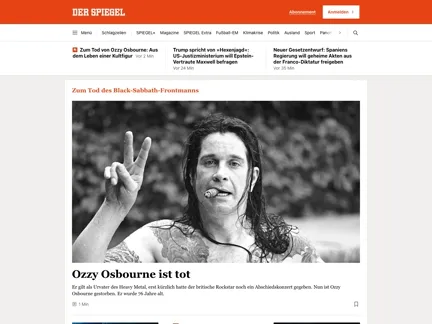 DER SPIEGEL
Abonnement
Anmelden
Menü
Schlagzeilen
SPIEGEL+
Magazine
SPIEGEL Extra
Fußball-EM
Klimakrise
Politik
Ausland
Sport
Zum Tod von Ozzy Osbourne: Aus
dem Leben einer Kultfigur vor 2 Min
Trump spricht von »Hexenjagd«:
US-Justizministerium will Epstein-
Vertraute Maxwell befragen
vor 24 Min
Neuer Gesetzentwurf: Spaniens
Regierung will geheime Akten aus
der Franco-Diktatur freigeben
vor 25 Min
Zum Tod des Black-Sabbath-Frontmanns
Ozzy Osbourne ist tot
Er gilt als Urvater des Heavy Metal, erst kürzlich hatte der britische Rockstar noch ein Abschiedskonzert gegeben. Nun ist Ozzy
Osbourne gestorben. Er wurde 76 Jahre alt.
1 Min